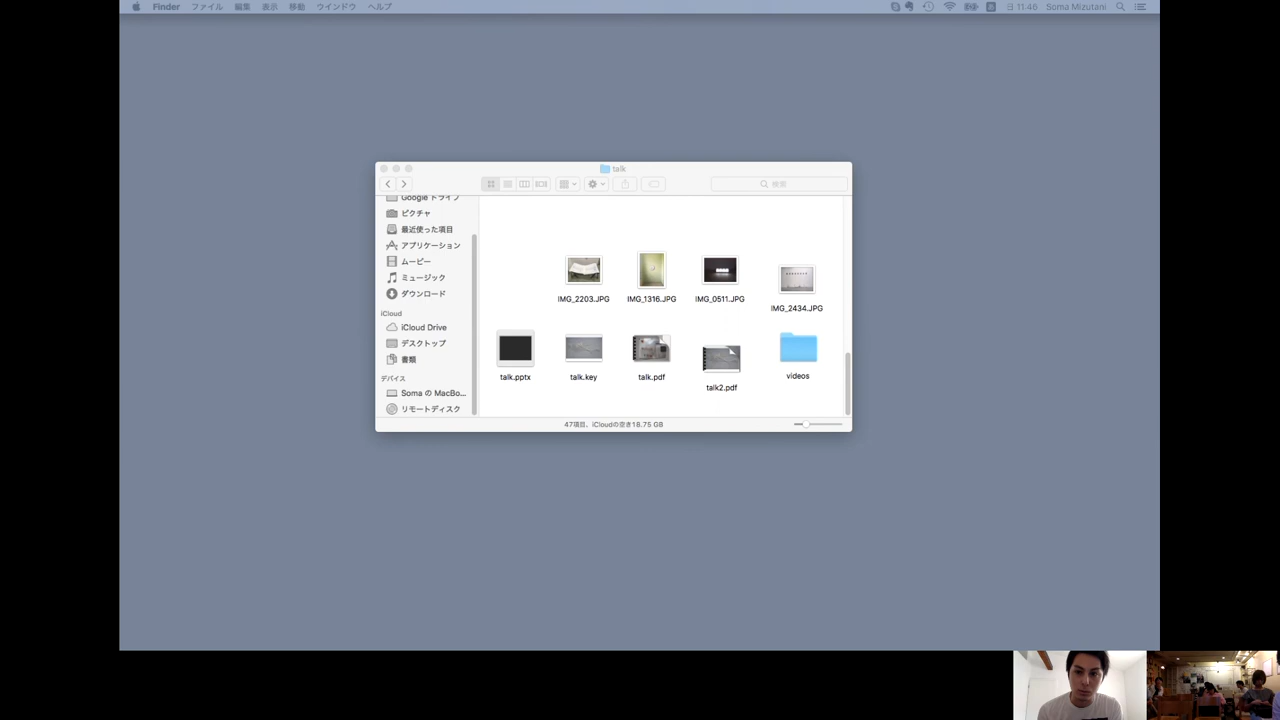 Finder ファイル 編集 表示 移動 ウインドウ ヘルプ
日 11.46 Soma Mizutani
talk
検索
Google ドライブ
ピクチャ
最近使った項目
アプリケーション
ムービー
ミュージック
ダウンロード
iCloud
iCloud Drive
デスクトップ
書類
デバイス
Soma の MacBo...
リモートディスク
IMG_2203.JPG IMG_1316.JPG IMG_0511.JPG IMG_2434.JPG
talk.pptx talk.key talk.pdf talk2.pdf videos
47項目、iCloudの空き18.75 GB